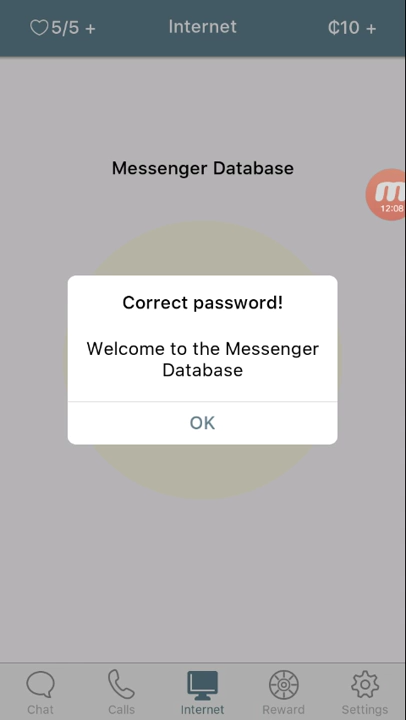 5/5 +
Internet
₵10 +
Messenger Database
12:08
Correct password!
Welcome to the Messenger
Database
OK
Chat
Calls
Internet
Reward
Settings